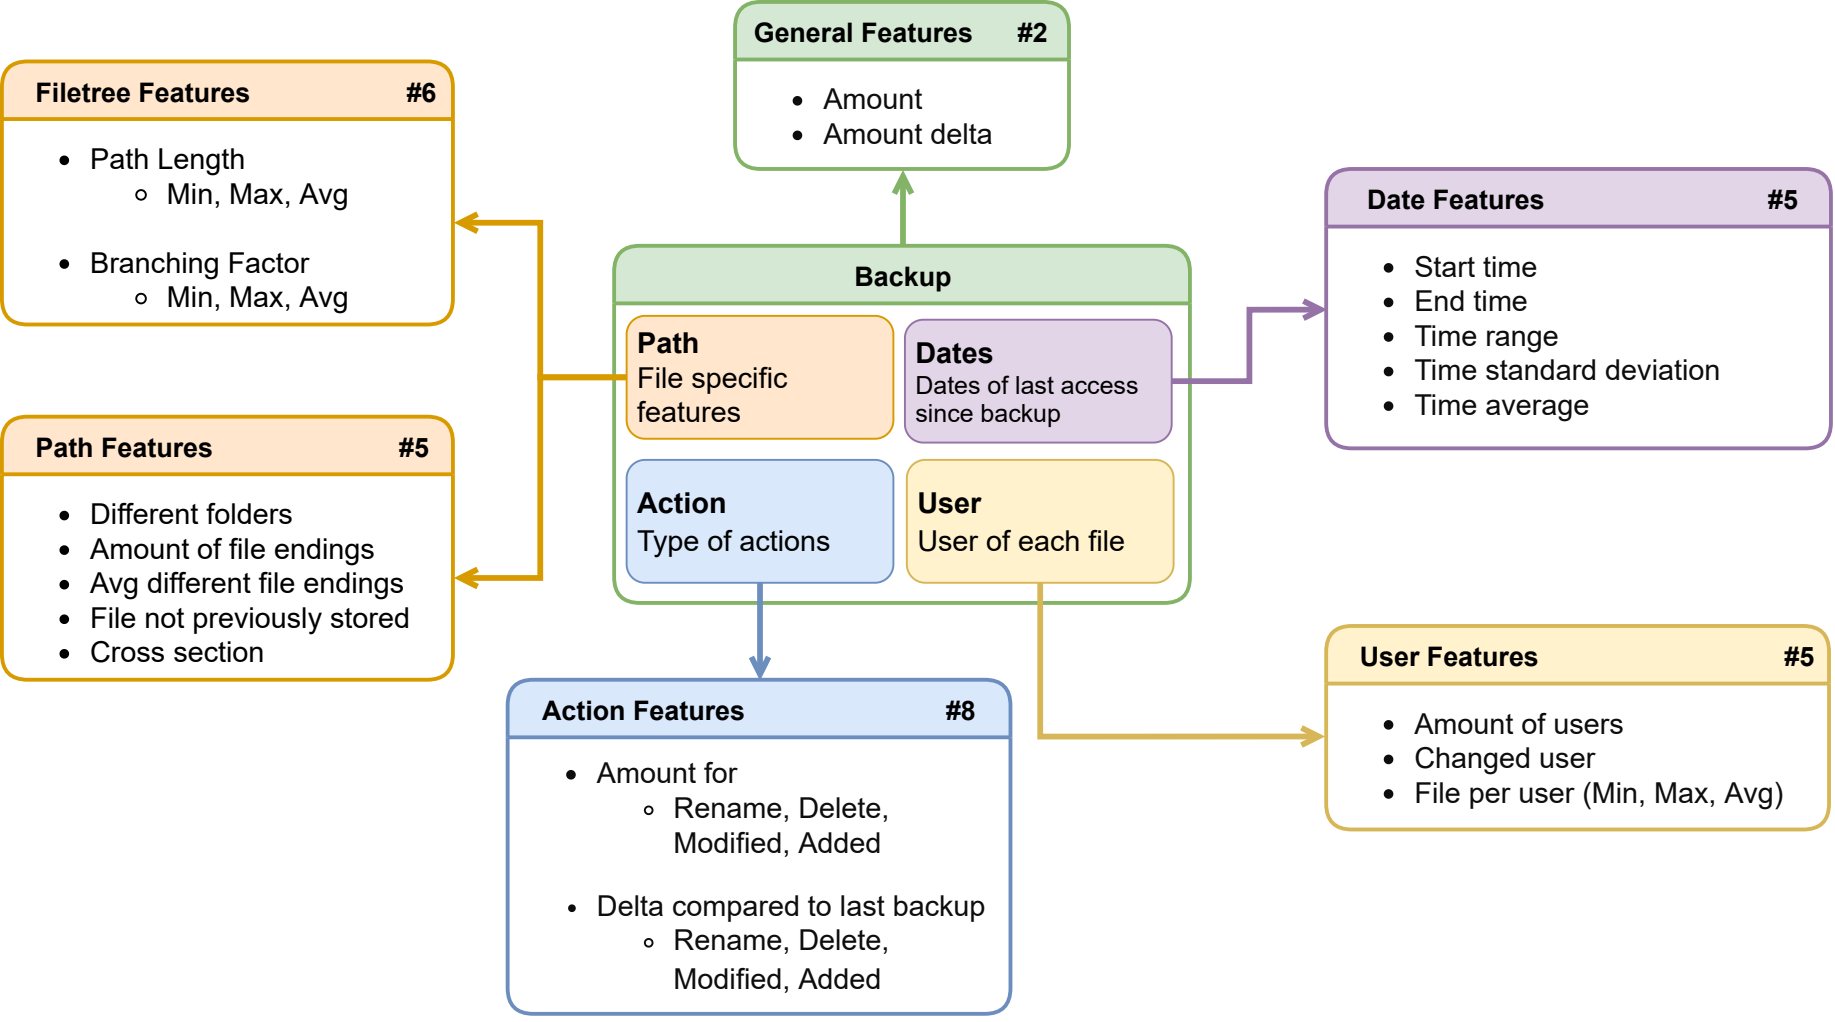 General Features #2
• Amount
• Amount delta
Filetree Features #6
• Path Length
○ Min, Max, Avg
• Branching Factor
○ Min, Max, Avg
Date Features #5
• Start time
• End time
• Time range
• Time standard deviation
• Time average
Backup
Path
File specific
features
Dates
Dates of last access
since backup
Action
Type of actions
User
User of each file
Path Features #5
• Different folders
• Amount of file endings
• Avg different file endings
• File not previously stored
• Cross section
Action Features #8
• Amount for
○ Rename, Delete,
Modified, Added
• Delta compared to last backup
○ Rename, Delete,
Modified, Added
User Features #5
• Amount of users
• Changed user
• File per user (Min, Max, Avg)